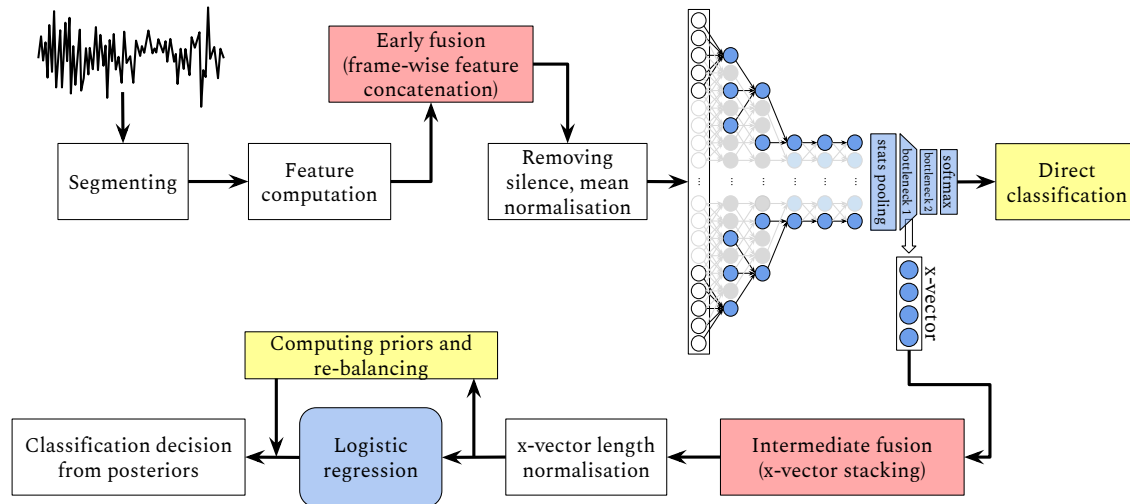 Early fusion
(frame-wise feature
concatenation)
Segmenting
Feature
computation
Removing
silence, mean
normalisation
...
...
...
...
...
...
stats pooling
bottleneck 1
bottleneck 2
softmax
Direct
classification
x-vector
Computing priors and
re-balancing
Classification decision
from posteriors
Logistic
regression
x-vector length
normalisation
Intermediate fusion
(x-vector stacking)